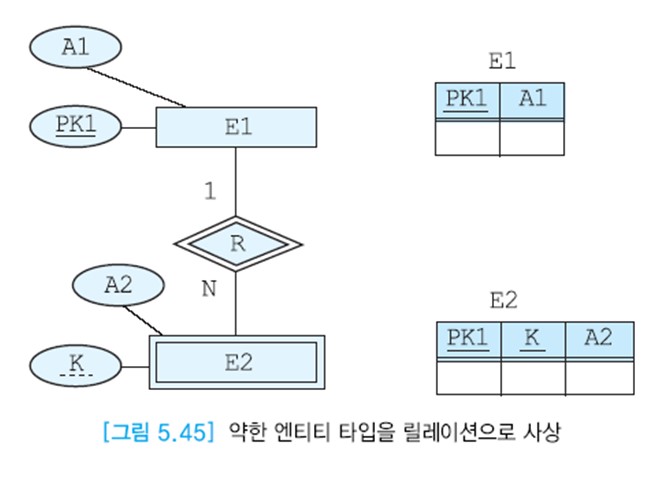 A1
E1
PK1 A1
PK1
E1
1
R
A2
N
E2
PK1 K A2
K
E2
[그림 5.45] 약한 엔티티 타입을 릴레이션으로 사상